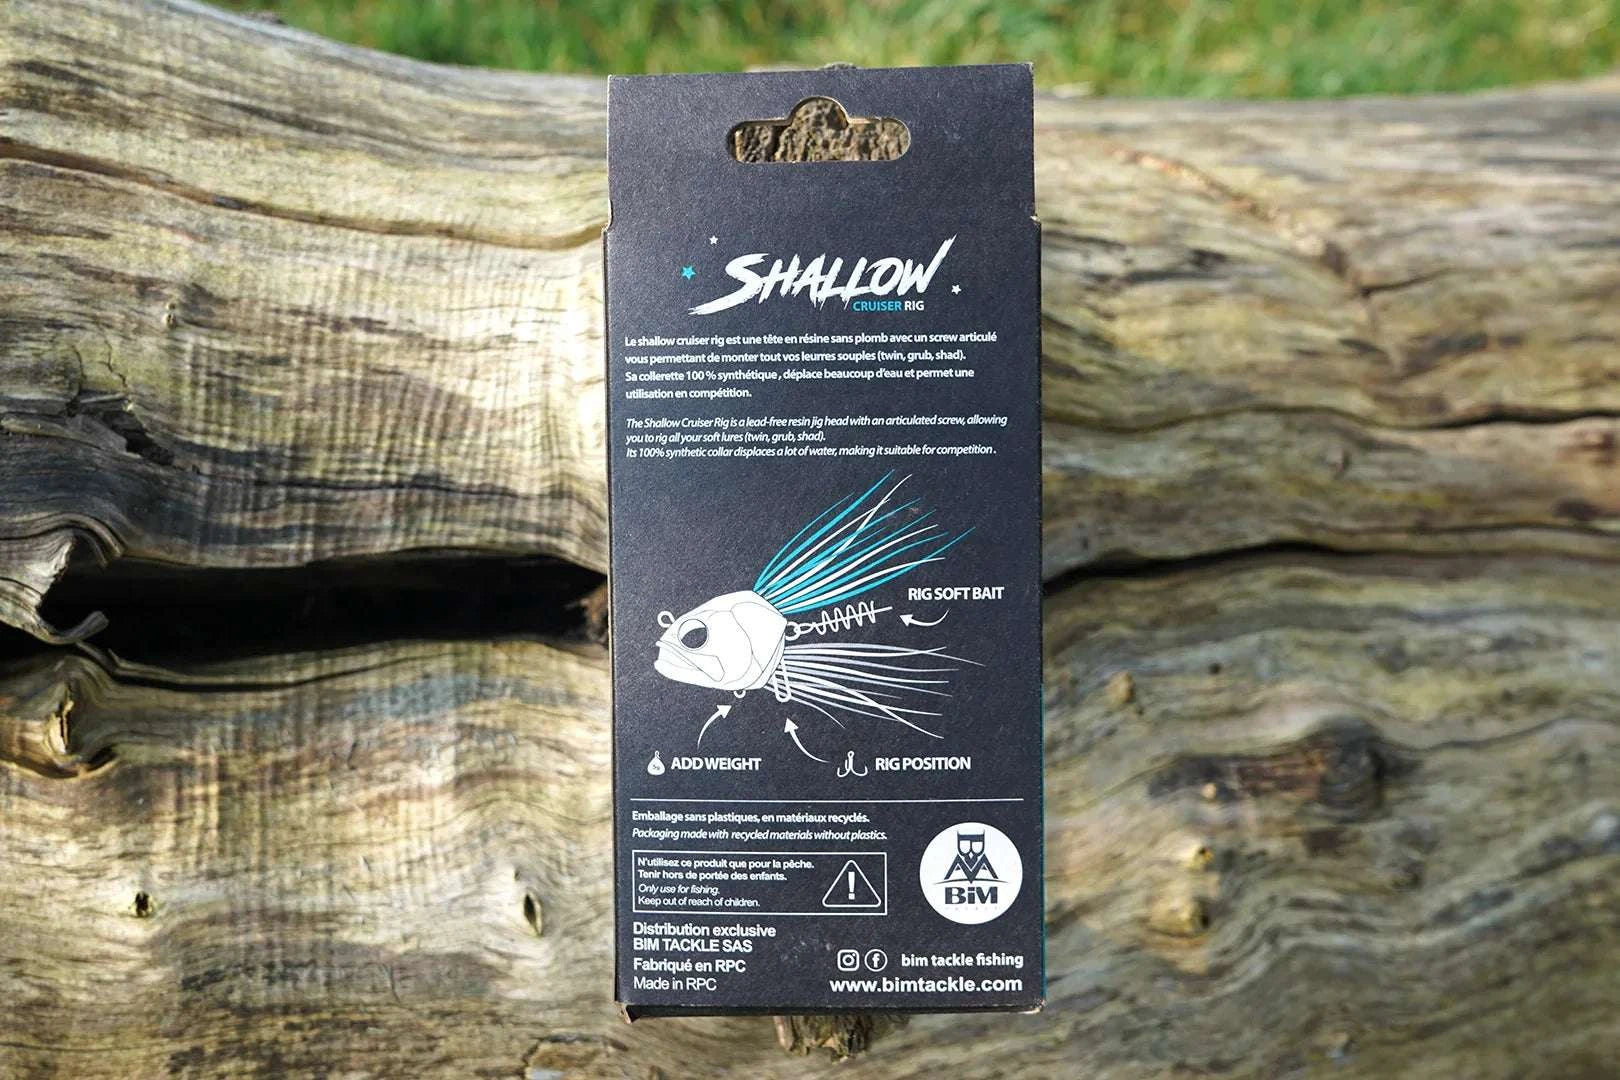 SHALLOW
CRUISER RIG
Le shallow cruiser rig est une tête en résine sans plomb avec un screw articulé
vous permettant de monter tout vos leurres souples (twin, grub, shad).
Sa collerette 100 % synthétique , déplace beaucoup d'eau et permet une
utilisation en compétition.
The Shallow Cruiser Rig is a lead-free resin jig head with an articulated screw, allowing
you to rig all your soft lures (twin, grub, shad).
Its 100% synthetic collar displaces a lot of water, making it suitable for competition .
RIG SOFT BAIT
5g ADD WEIGHT
RIG POSITION
Emballage sans plastiques, en matériaux recyclés.
Packaging made with recycled materials without plastics.
N'utilisez ce produit que pour la pêche.
Tenir hors de portée des enfants.
Only use for fishing.
Keep out of reach of children.
!
BiM
TACKLE
Distribution exclusive
BIM TACKLE SAS
Fabriqué en RPC
Made in RPC
bim tackle fishing
www.bimtackle.com